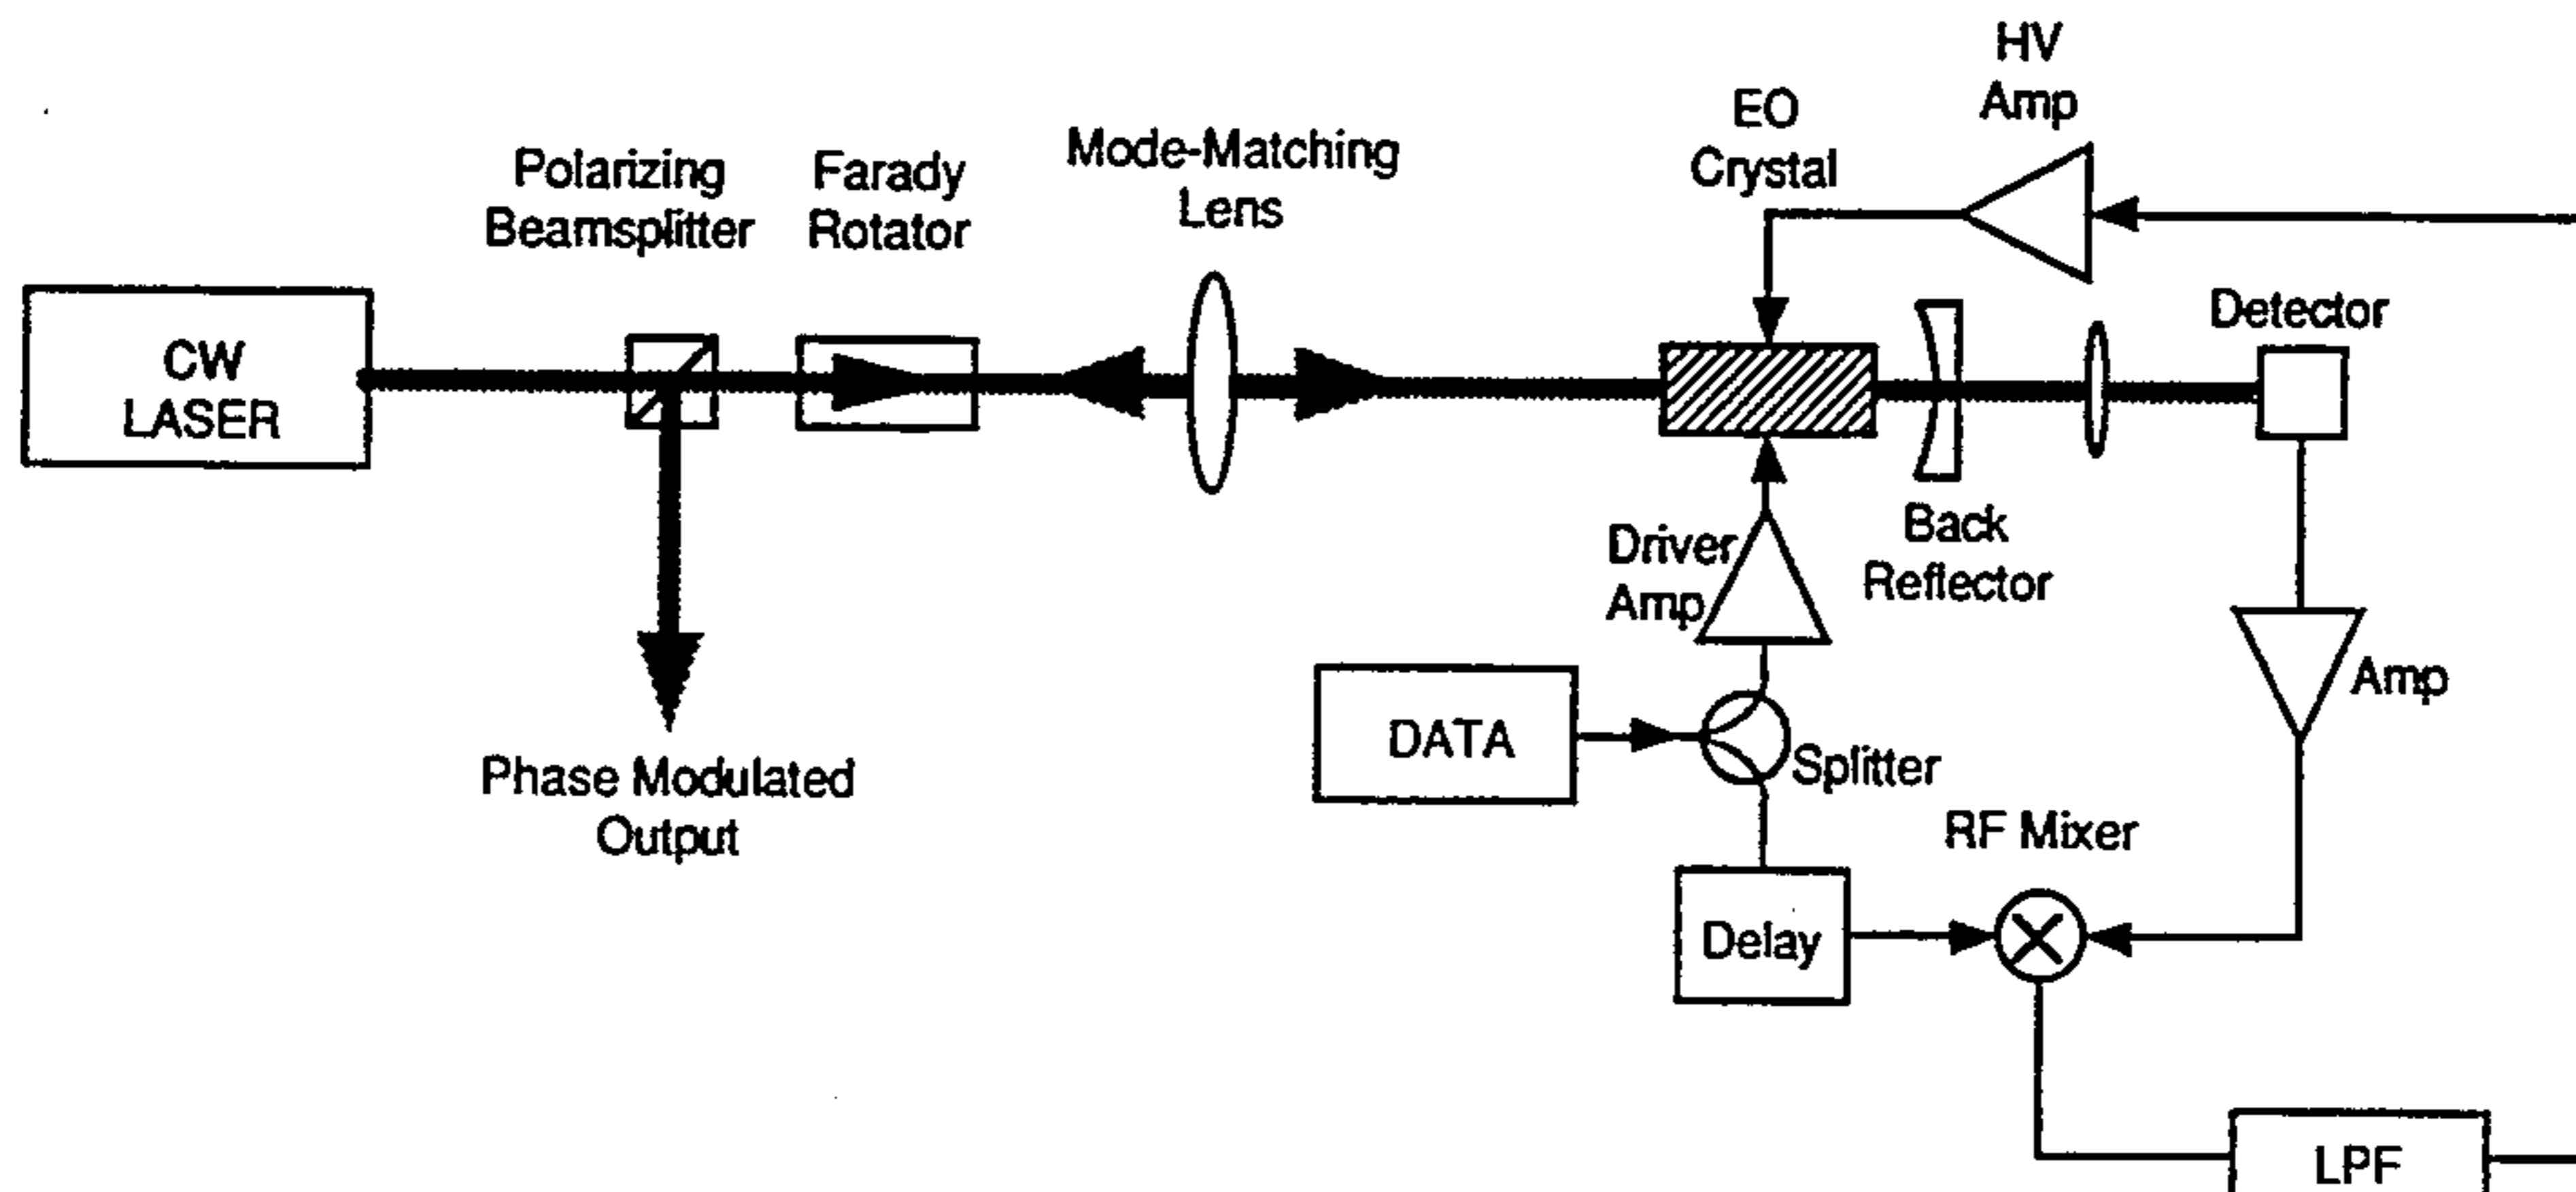 HV
Amp
EO
Crystal
Mode-Matching
Lens
Polarizing
Beamsplitter
Farady
Rotator
Detector
CW
LASER
Back
Reflector
Driver
Amp
Amp
DATA
Splitter
Phase Modulated
Output
RF Mixer
Delay
LPF